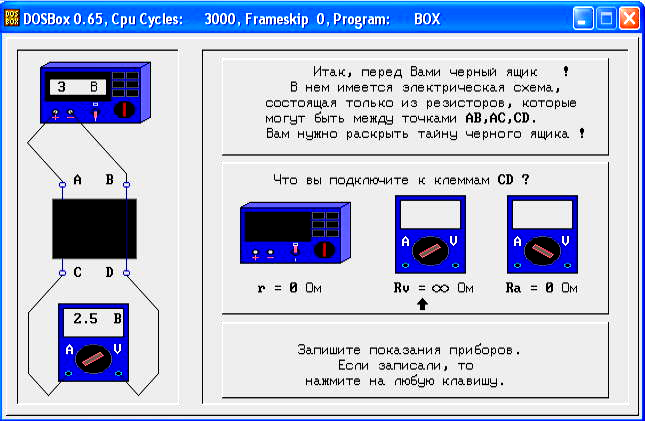 DOSBox 0.65, Cpu Cycles: 3000, Frameskip 0, Program: BOX
3 В
+ −
A B
C D
2.5 В
A V
Итак, перед Вами черный ящик !
В нем имеется электрическая схема,
состоящая только из резисторов, которые
могут быть между точками AB,AC,CD.
Вам нужно раскрыть тайну черного ящика !
Что вы подключите к клеммам CD ?
+ −
A V
A V
r = 0 Ом
Rv = ∞ Ом
Ra = 0 Ом
Запишите показания приборов.
Если записали, то
нажмите на любую клавишу.